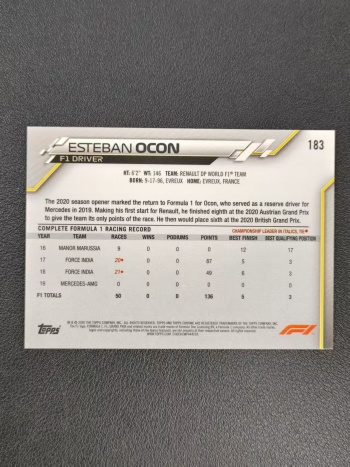 ESTEBAN OCON
183
F1 DRIVER
HT: 6'2" WT: 146 TEAM: RENAULT DP WORLD F1® TEAM
BORN: 9-17-96, EVREUX HOME: EVREUX, FRANCE
The 2020 season opener marked the return to Formula 1 for Ocon, who served as a reserve driver for
Mercedes in 2019. Making his first start for Renault, he finished eighth at the 2020 Austrian Grand Prix
to give the team its only points of the race. He then would place sixth at the 2020 British Grand Prix.
COMPLETE FORMULA 1 RACING RECORD CHAMPIONSHIP LEADER IN ITALICS, TIE
YEAR TEAM RACES WINS PODIUMS POINTS BEST FINISH BEST QUALIFYING POSITION
16 MANOR MARUSSIA 9 0 0 0 12 17
17 FORCE INDIA 20 0 0 87 5 3
18 FORCE INDIA 21 0 0 49 6 3
19 MERCEDES-AMG 0 0 0 0
F1 TOTALS 50 0 0 136 5 3
TOPPS
F1